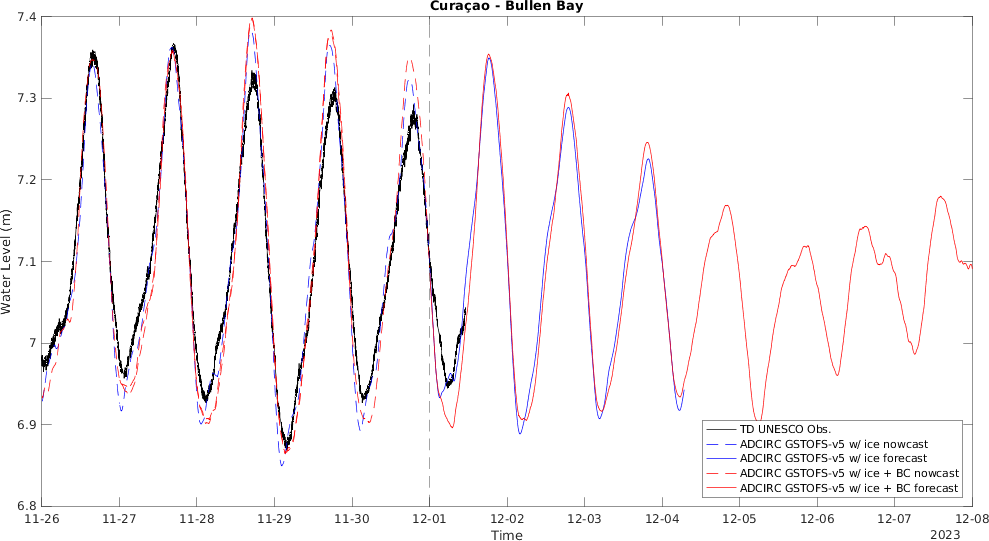 Curaçao - Bullen Bay
Water Level (m)
7.4
7.3
7.2
7.1
7
6.9
6.8
TD UNESCO Obs.
ADCIRC GSTOFS-v5 w/ ice nowcast
ADCIRC GSTOFS-v5 w/ ice forecast
ADCIRC GSTOFS-v5 w/ ice + BC nowcast
ADCIRC GSTOFS-v5 w/ ice + BC forecast
11-26 11-27 11-28 11-29 11-30 12-01 12-02 12-03 12-04 12-05 12-06 12-07 12-08
Time
2023